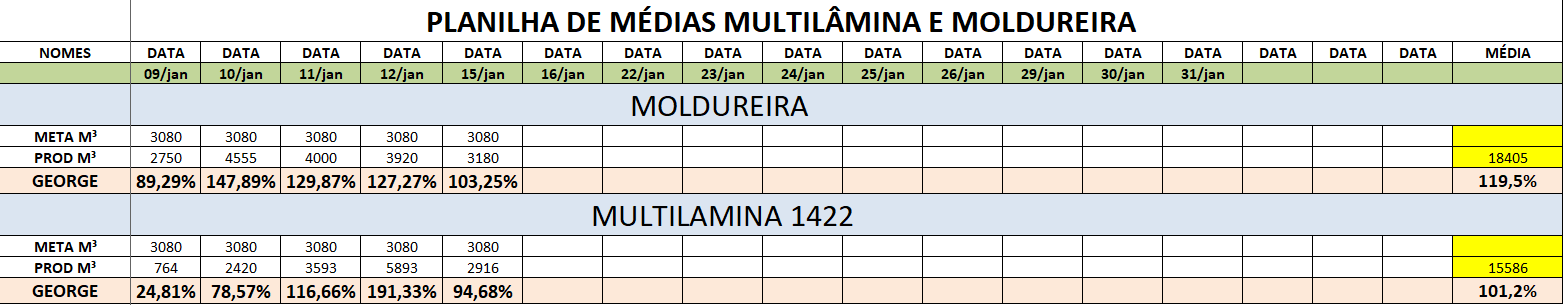 PLANILHA DE MÉDIAS MULTILÂMINA E MOLDUREIRA
NOMES DATA DATA DATA DATA DATA DATA DATA DATA DATA DATA DATA DATA DATA DATA DATA DATA DATA MÉDIA
09/jan 10/jan 11/jan 12/jan 15/jan 16/jan 22/jan 23/jan 24/jan 25/jan 26/jan 29/jan 30/jan 31/jan
MOLDUREIRA
META M³ 3080 3080 3080 3080 3080
PROD M³ 2750 4555 4000 3920 3180 18405
GEORGE 89,29% 147,89% 129,87% 127,27% 103,25% 119,5%
MULTILAMINA 1422
META M³ 3080 3080 3080 3080 3080
PROD M³ 764 2420 3593 5893 2916 15586
GEORGE 24,81% 78,57% 116,66% 191,33% 94,68% 101,2%